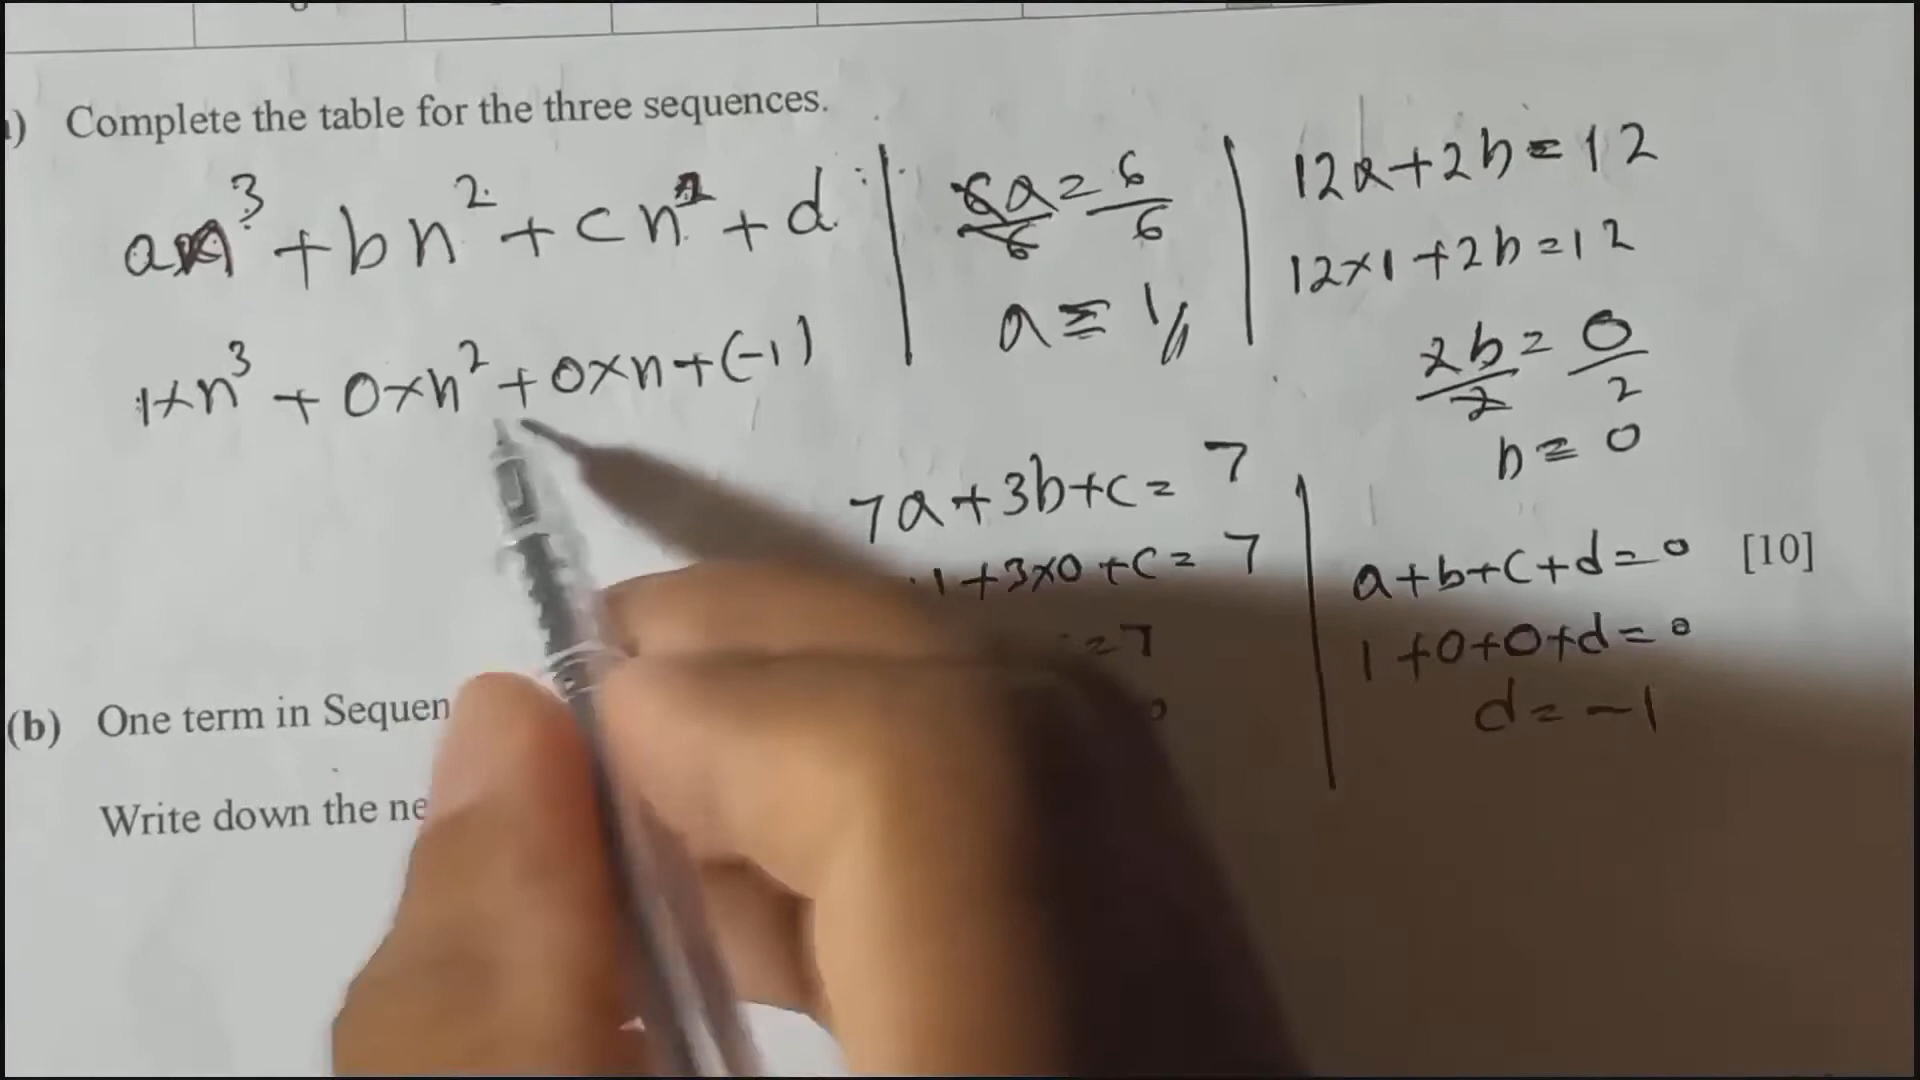 ) Complete the table for the three sequences.
an³ + bn² + cn + d
1×n³ + 0×n² + 0×n + (-1)
6a/6 = 6/6
a = 1
12a + 2b = 12
12×1 + 2b = 12
2b/2 = 0/2
b = 0
7a + 3b + c = 7
1 + 3×0 + c = 7
= 7
a + b + c + d = 0 [10]
1 + 0 + 0 + d = 0
d = -1
(b) One term in Sequen
Write down the ne